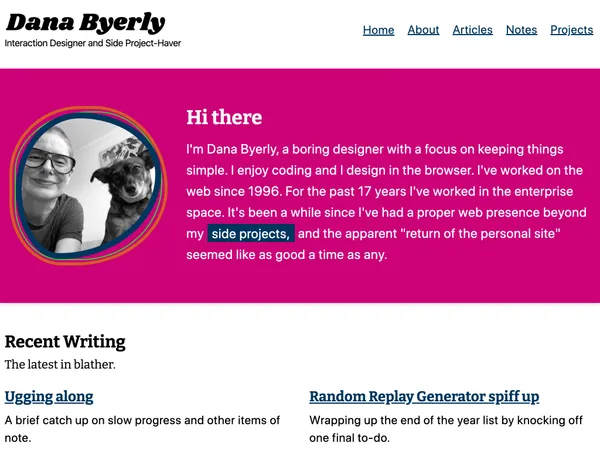 Dana Byerly
Interaction Designer and Side Project-Haver
Home About Articles Notes Projects
Hi there
I'm Dana Byerly, a boring designer with a focus on keeping things
simple. I enjoy coding and I design in the browser. I've worked on the
web since 1996. For the past 17 years I've worked in the enterprise
space. It's been a while since I've had a proper web presence beyond
my side projects, and the apparent "return of the personal site"
seemed like as good a time as any.
Recent Writing
The latest in blather.
Ugging along
A brief catch up on slow progress and other items of
note.
Random Replay Generator spiff up
Wrapping up the end of the year list by knocking off
one final to-do.